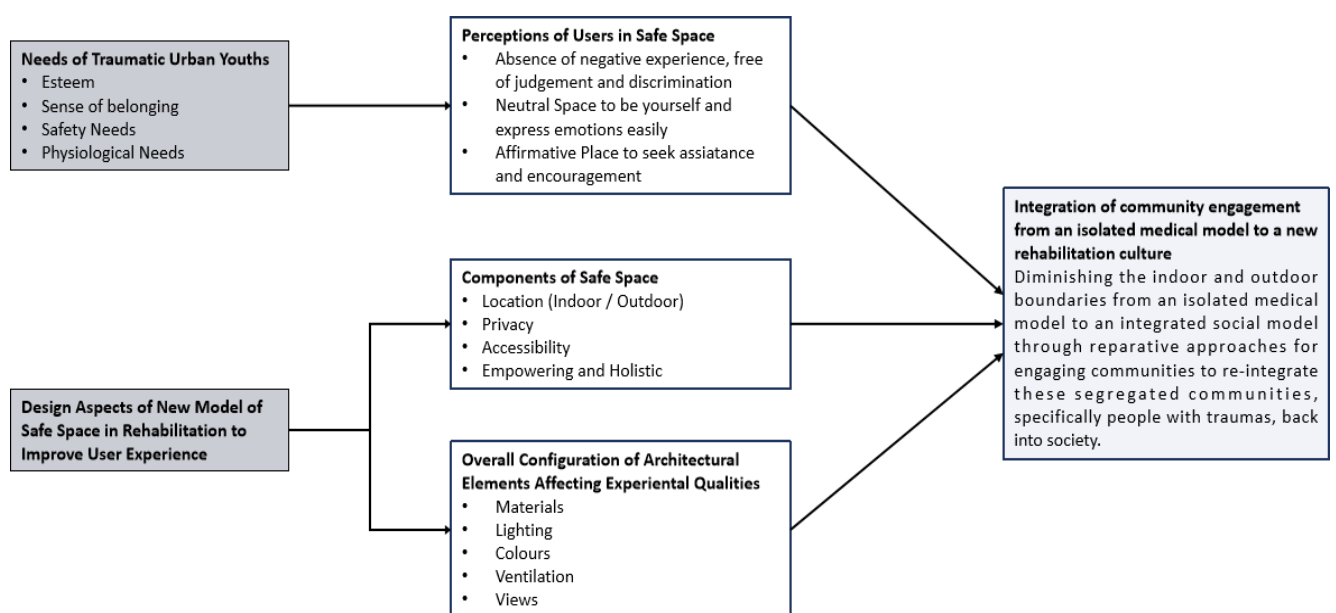 Needs of Traumatic Urban Youths
• Esteem
• Sense of belonging
• Safety Needs
• Physiological Needs
Perceptions of Users in Safe Space
• Absence of negative experience, free
of judgement and discrimination
• Neutral Space to be yourself and
express emotions easily
• Affirmative Place to seek assiatance
and encouragement
Design Aspects of New Model of
Safe Space in Rehabilitation to
Improve User Experience
Components of Safe Space
• Location (Indoor / Outdoor)
• Privacy
• Accessibility
• Empowering and Holistic
Overall Configuration of Architectural
Elements Affecting Experiental Qualities
• Materials
• Lighting
• Colours
• Ventilation
• Views
Integration of community engagement
from an isolated medical model to a new
rehabilitation culture
Diminishing the indoor and outdoor
boundaries from an isolated medical
model to an integrated social model
through reparative approaches for
engaging communities to re-integrate
these segregated communities,
specifically people with traumas, back
into society.